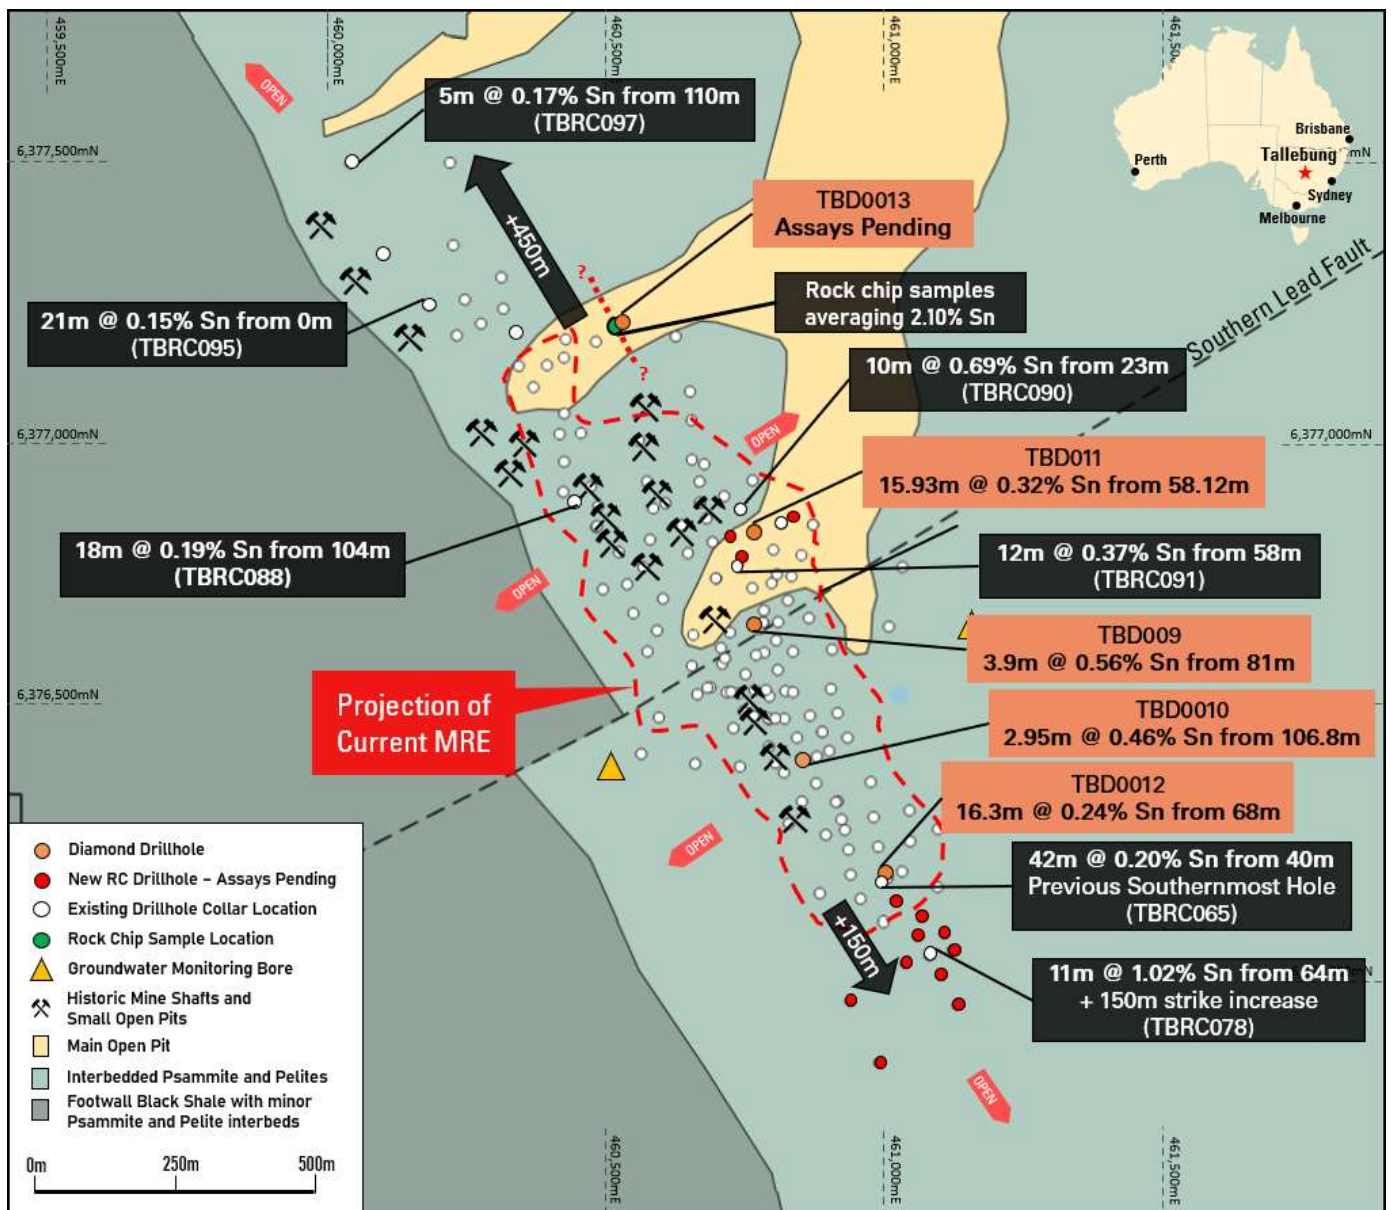 459,500mE
460,000mE
460,500mE
461,000mE
461,50
OPEN
5m @ 0.17% Sn from 110m
(TBRC097)
6,377,500mN
mN
Brisbane
Perth
Tallebung
Sydney
Melbourne
+450m
TBD0013
Assays Pending
?
Rock chip samples
averaging 2.10% Sn
21m @ 0.15% Sn from 0m
(TBRC095)
?
Southern Lead Fault
10m @ 0.69% Sn from 23m
(TBRC090)
6,377,000mN
OPEN
6,377,000mN
TBD011
15.93m @ 0.32% Sn from 58.12m
18m @ 0.19% Sn from 104m
(TBRC088)
12m @ 0.37% Sn from 58m
(TBRC091)
OPEN
TBD009
3.9m @ 0.56% Sn from 81m
6,376,500mN
Projection of
Current MRE
TBD0010
2.95m @ 0.46% Sn from 106.8m
TBD0012
16.3m @ 0.24% Sn from 68m
OPEN
42m @ 0.20% Sn from 40m
Previous Southernmost Hole
(TBRC065)
+150m
11m @ 1.02% Sn from 64m
+ 150m strike increase
(TBRC078)
OPEN
Diamond Drillhole
New RC Drillhole – Assays Pending
Existing Drillhole Collar Location
Rock Chip Sample Location
Groundwater Monitoring Bore
Historic Mine Shafts and
Small Open Pits
Main Open Pit
Interbedded Psammite and Pelites
Footwall Black Shale with minor
Psammite and Pelite interbeds
0m 250m 500m
460,500mE
461,000mE
461,500mE